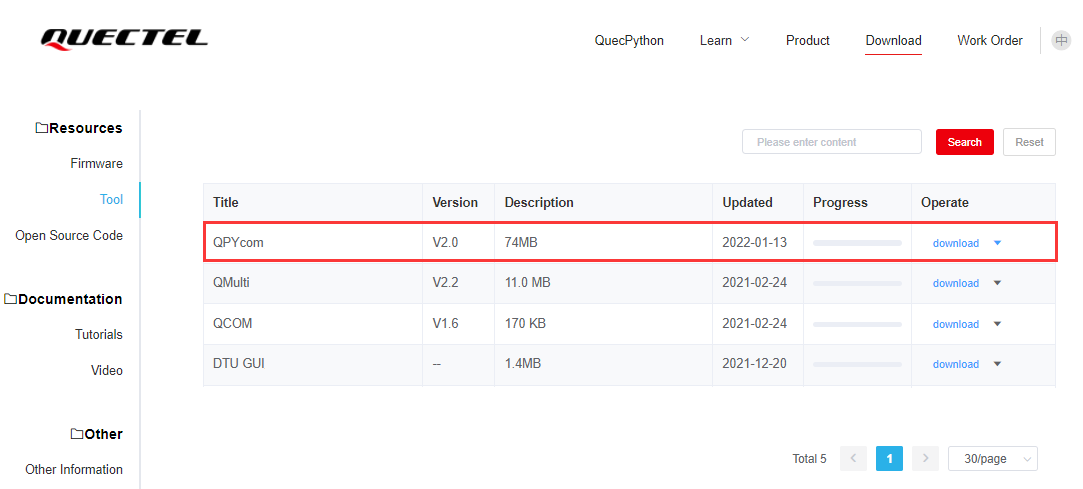 QUECTEL
QuecPython Learn Product Download Work Order 中
Resources
Firmware
Tool
Open Source Code
Documentation
Tutorials
Video
Other
Other Information
Please enter content Search Reset
Title Version Description Updated Progress Operate
QPYcom V2.0 74MB 2022-01-13 download
QMulti V2.2 11.0 MB 2021-02-24 download
QCOM V1.6 170 KB 2021-02-24 download
DTU GUI -- 1.4MB 2021-12-20 download
Total 5 1 30/page